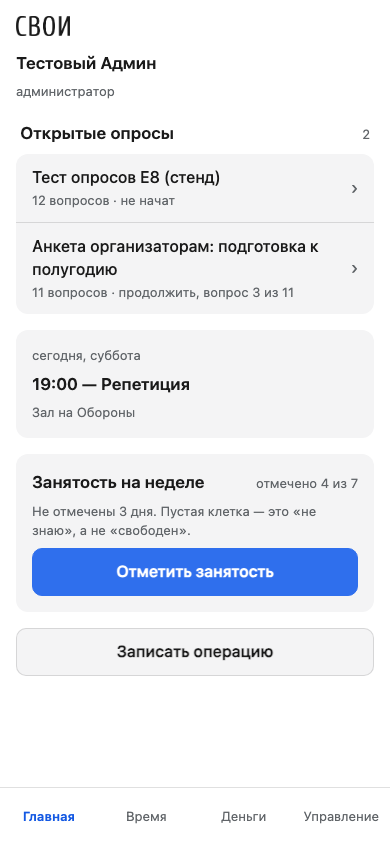 СВОИ
Тестовый Админ
администратор
Открытые опросы 2
Тест опросов Е8 (стенд)
12 вопросов · не начат
›
Анкета организаторам: подготовка к
полугодию
11 вопросов · продолжить, вопрос 3 из 11
›
сегодня, суббота
19:00 — Репетиция
Зал на Обороны
Занятость на неделе отмечено 4 из 7
Не отмечены 3 дня. Пустая клетка — это «не
знаю», а не «свободен».
Отметить занятость
Записать операцию
Главная Время Деньги Управление